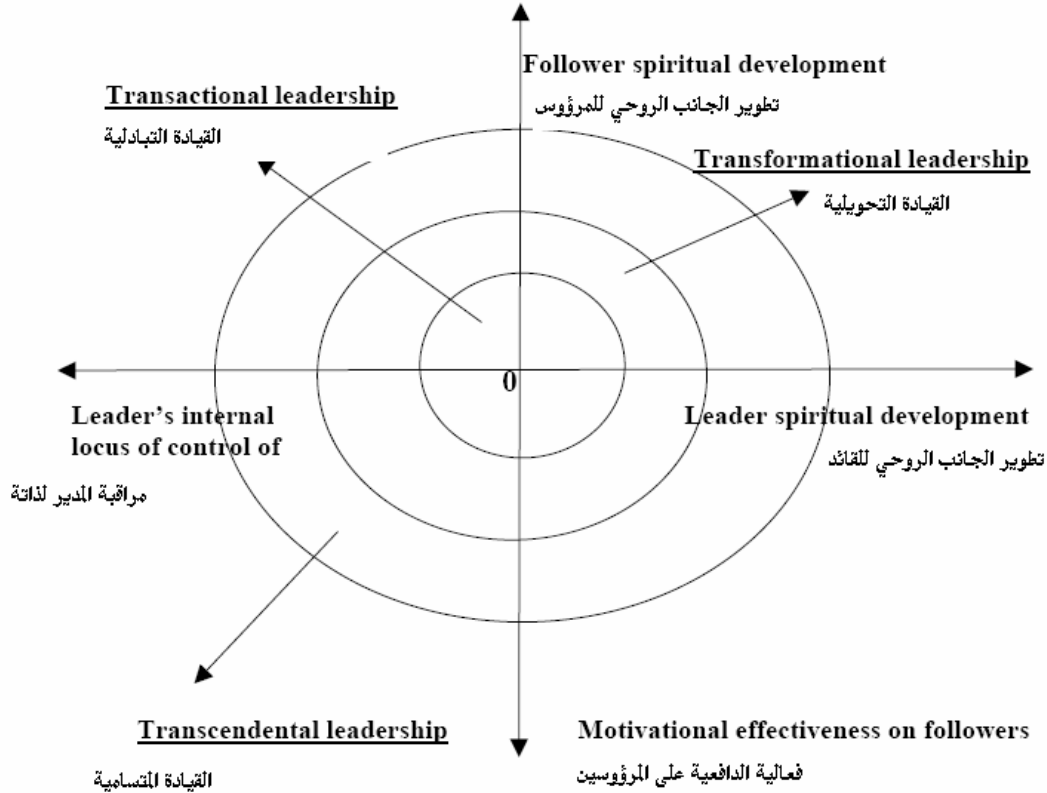 Follower spiritual development
تطوير الجانب الروحي للمرؤوس
Transactional leadership
القيادة التبادلية
Transformational leadership
القيادة التحويلية
0
Leader's internal
locus of control of
مراقبة المدير لذاتة
Leader spiritual development
تطوير الجانب الروحي للقائد
Transcendental leadership
القيادة المتسامية
Motivational effectiveness on followers
فعالية الدافعية على المرؤوسين